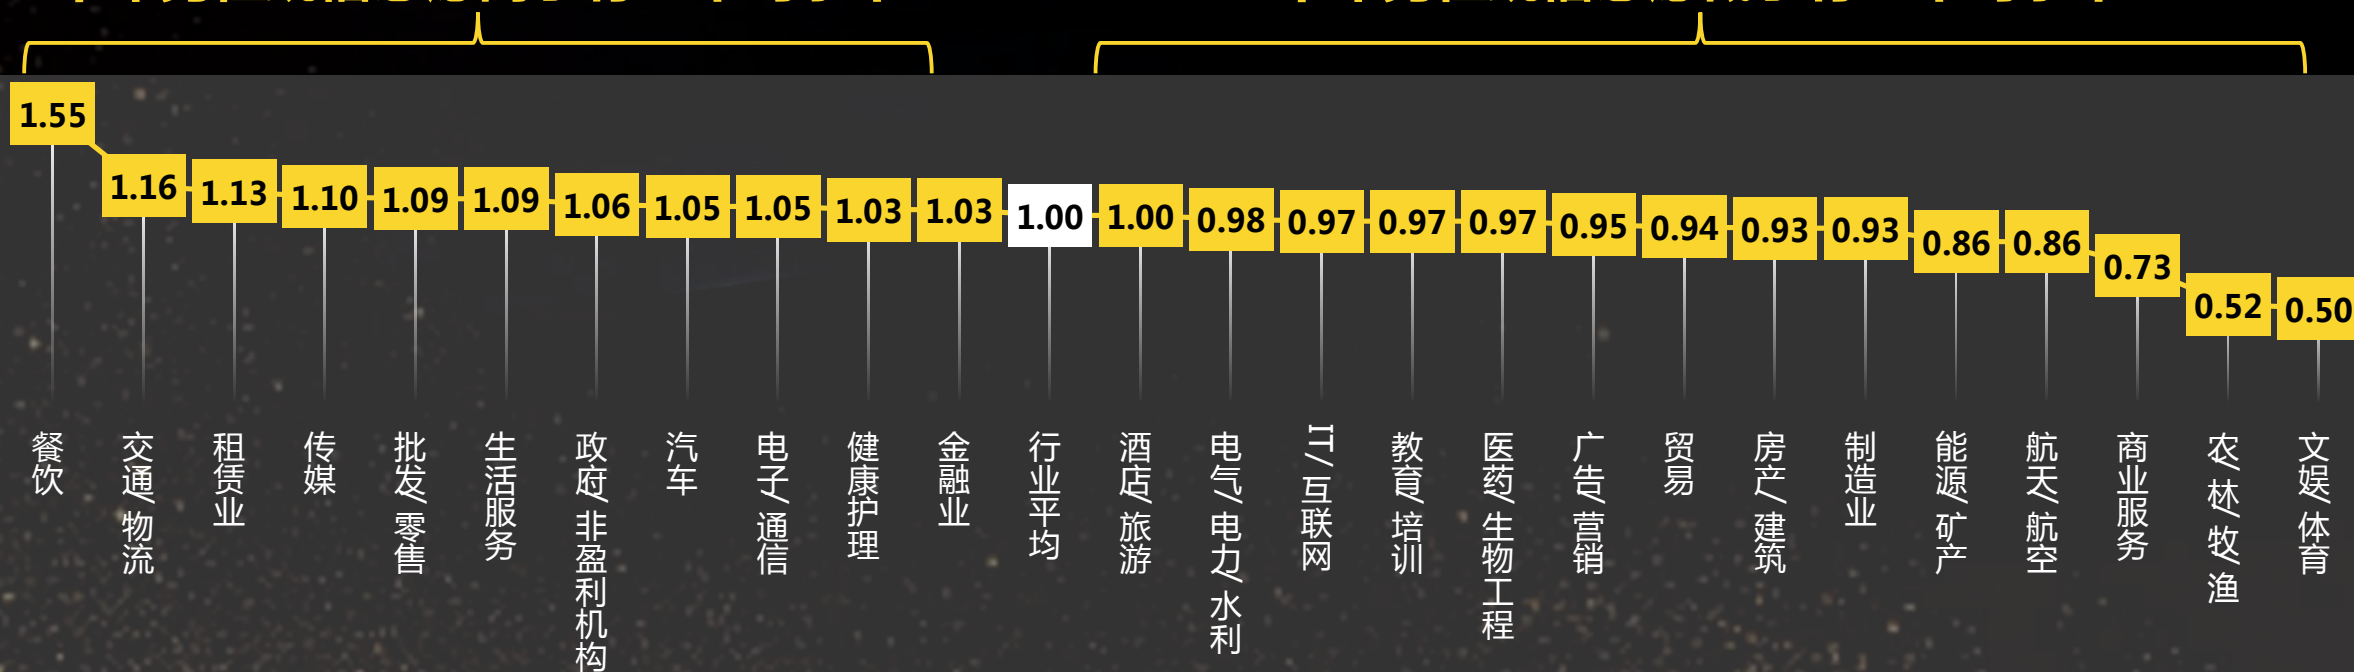 1.55
1.16
1.13
1.10
1.09
1.09
1.06
1.05
1.05
1.03
1.03
1.00
1.00
0.98
0.97
0.97
0.97
0.95
0.94
0.93
0.93
0.86
0.86
0.73
0.52
0.50
餐饮
交通/物流
租赁业
传媒
批发/零售
生活服务
政府/非盈利机构
汽车
电子/通信
健康护理
金融业
行业平均
酒店/旅游
电气/电力/水利
IT/互联网
教育/培训
医药/生物工程
广告/营销
贸易
房产/建筑
制造业
能源/矿产
航天/航空
商业服务
农/林/牧/渔
文娱/体育